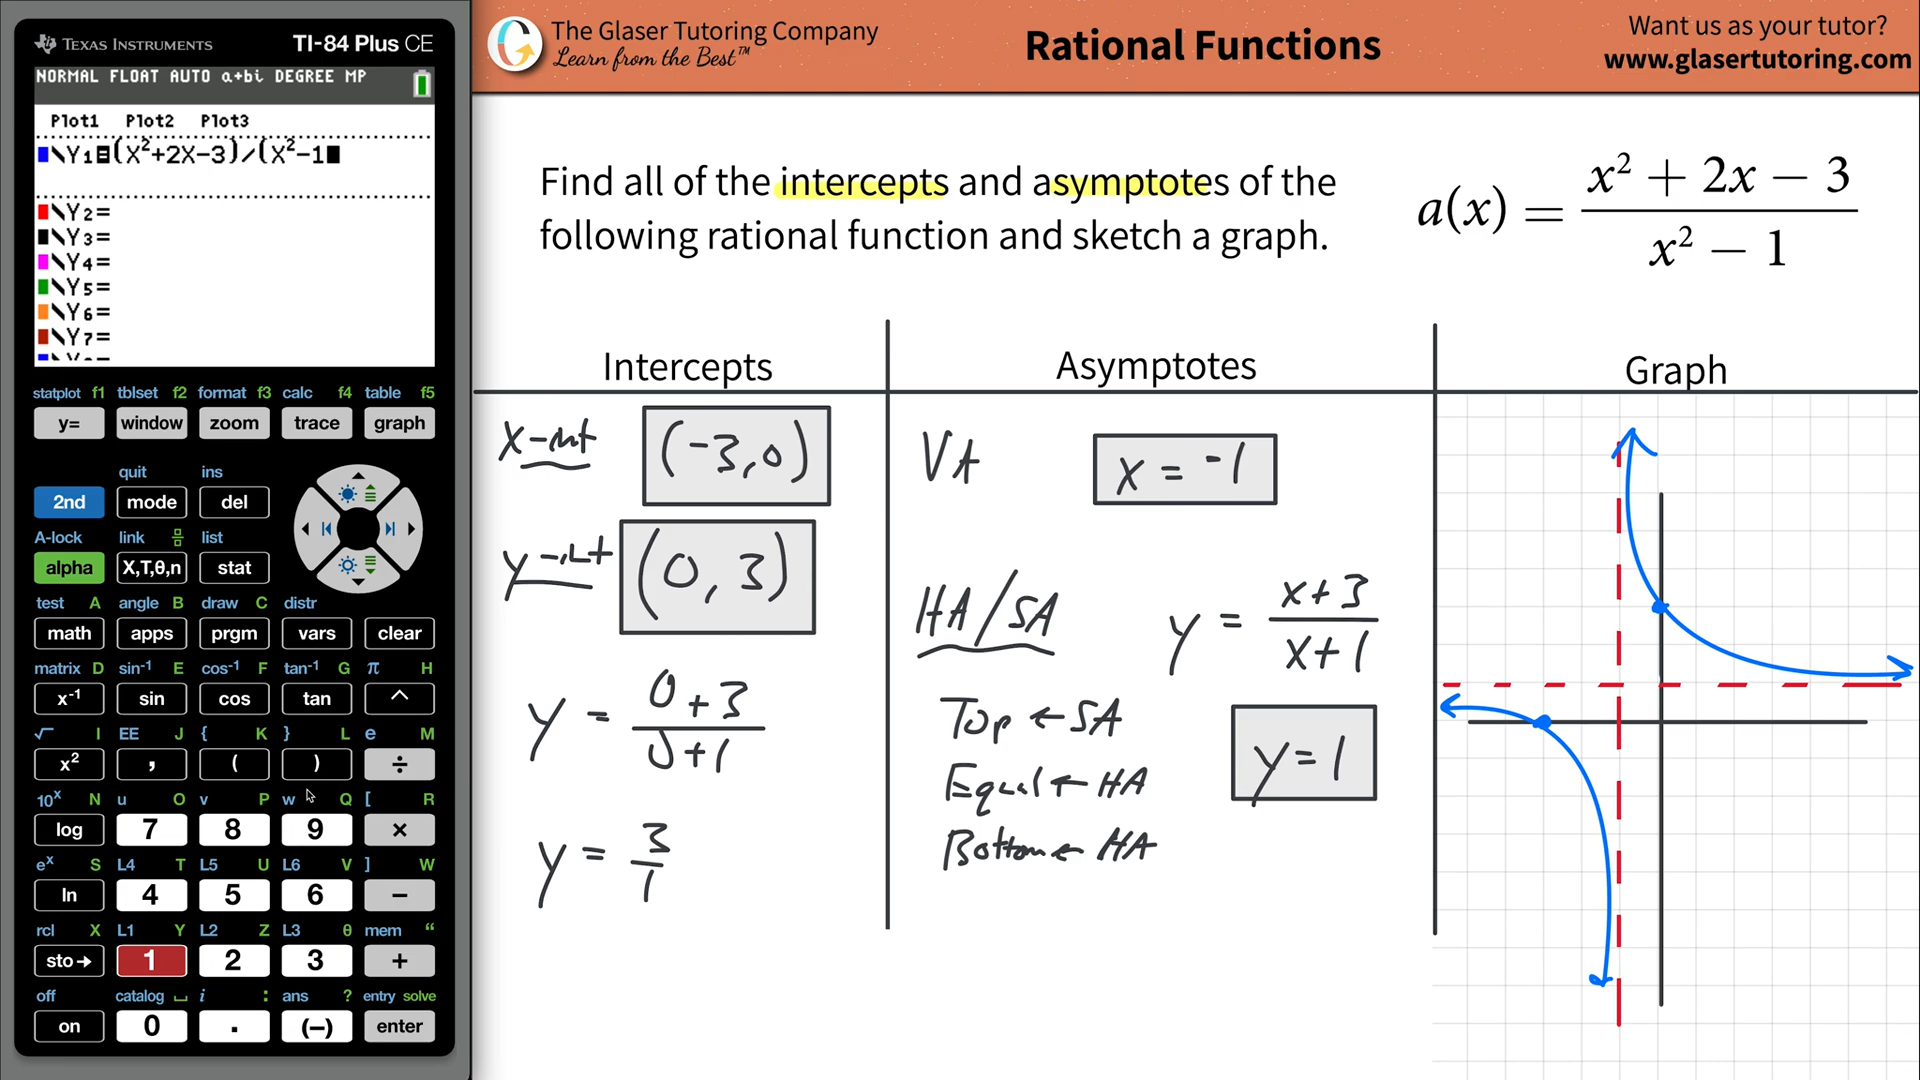 TEXAS INSTRUMENTS TI-84 Plus CE
NORMAL FLOAT AUTO a+bi DEGREE MP
Plot1 Plot2 Plot3
\Y1=(X²+2X-3)/(X²-1
\Y2=
\Y3=
\Y4=
\Y5=
\Y6=
\Y7=
statplot f1 tblset f2 format f3 calc f4 table f5
y= window zoom trace graph
quit ins
2nd mode del
A-lock link list
alpha X,T,θ,n stat
test A angle B draw C distr
math apps prgm vars clear
matrix D sin⁻¹ E cos⁻¹ F tan⁻¹ G π H
x⁻¹ sin cos tan ^
√ I EE J { K } L e M
x² , ( ) ÷
10ˣ N u O v P w Q [ R
log 7 8 9 ×
eˣ S L4 T L5 U L6 V ] W
ln 4 5 6 −
rcl X L1 Y L2 Z L3 θ mem “
sto→ 1 2 3 +
off catalog ⎵ i : ans ? entry solve
on 0 . (−) enter
The Glaser Tutoring Company
Learn from the Best™
Rational Functions
Want us as your tutor?
www.glasertutoring.com
Find all of the intercepts and asymptotes of the
following rational function and sketch a graph.
a(x) = (x² + 2x − 3)/(x² − 1)
Intercepts
x-int (-3,0)
y-int (0,3)
y = (0+3)/(0+1)
y = 3/1
Asymptotes
VA x = -1
HA/SA y = (x+3)/(x+1)
Top ← SA
Equal ← HA
Bottom ← HA
y=1
Graph